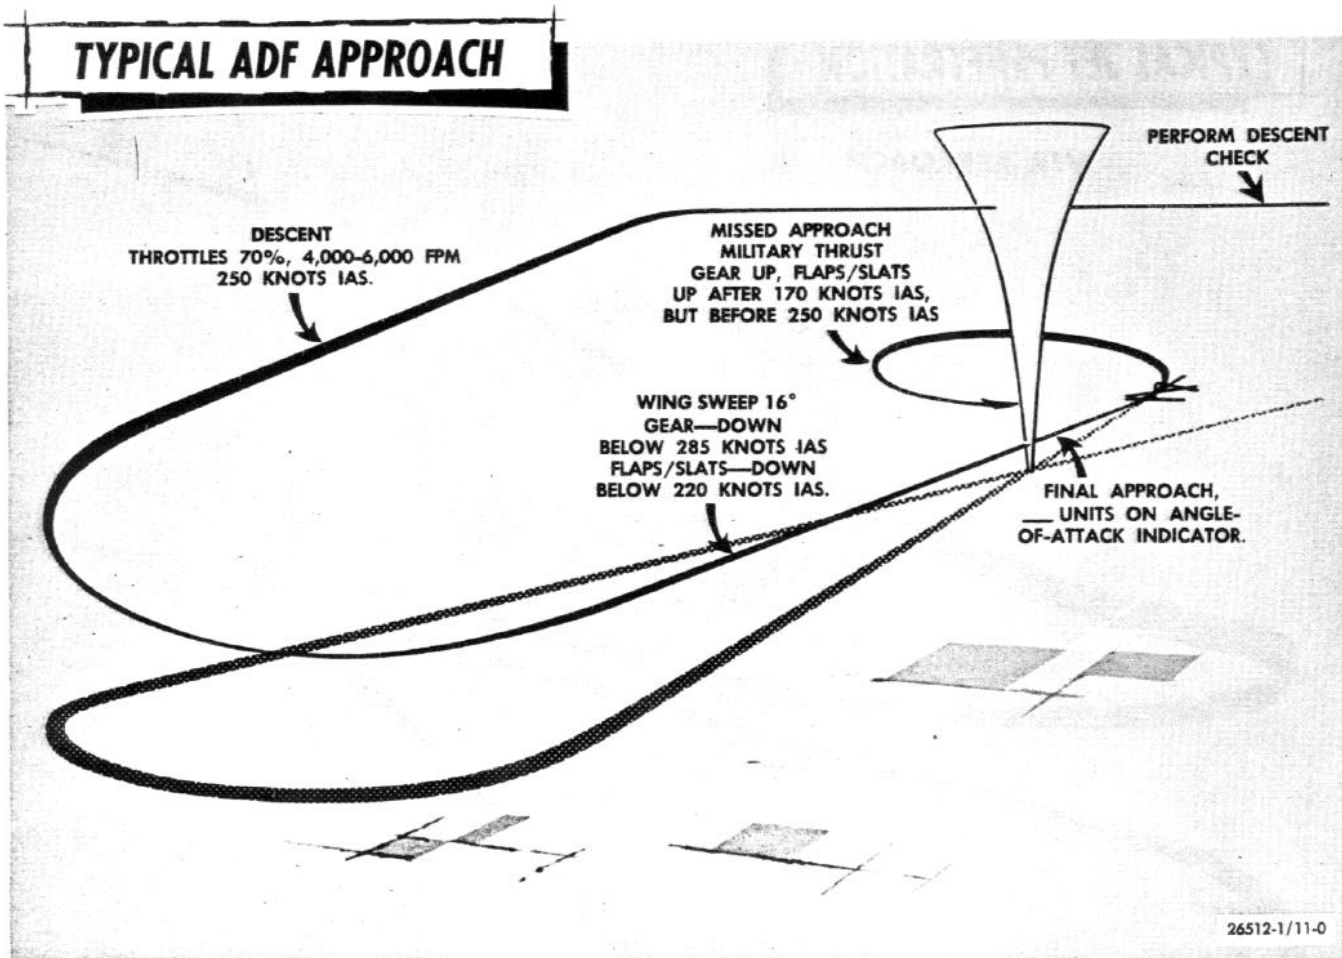 TYPICAL ADF APPROACH
PERFORM DESCENT
CHECK
DESCENT
THROTTLES 70%, 4,000-6,000 FPM
250 KNOTS IAS.
MISSED APPROACH
MILITARY THRUST
GEAR UP, FLAPS/SLATS
UP AFTER 170 KNOTS IAS,
BUT BEFORE 250 KNOTS IAS
WING SWEEP 16°
GEAR—DOWN
BELOW 285 KNOTS IAS
FLAPS/SLATS—DOWN
BELOW 220 KNOTS IAS.
FINAL APPROACH,
___ UNITS ON ANGLE-
OF-ATTACK INDICATOR.
26512-1/11-0